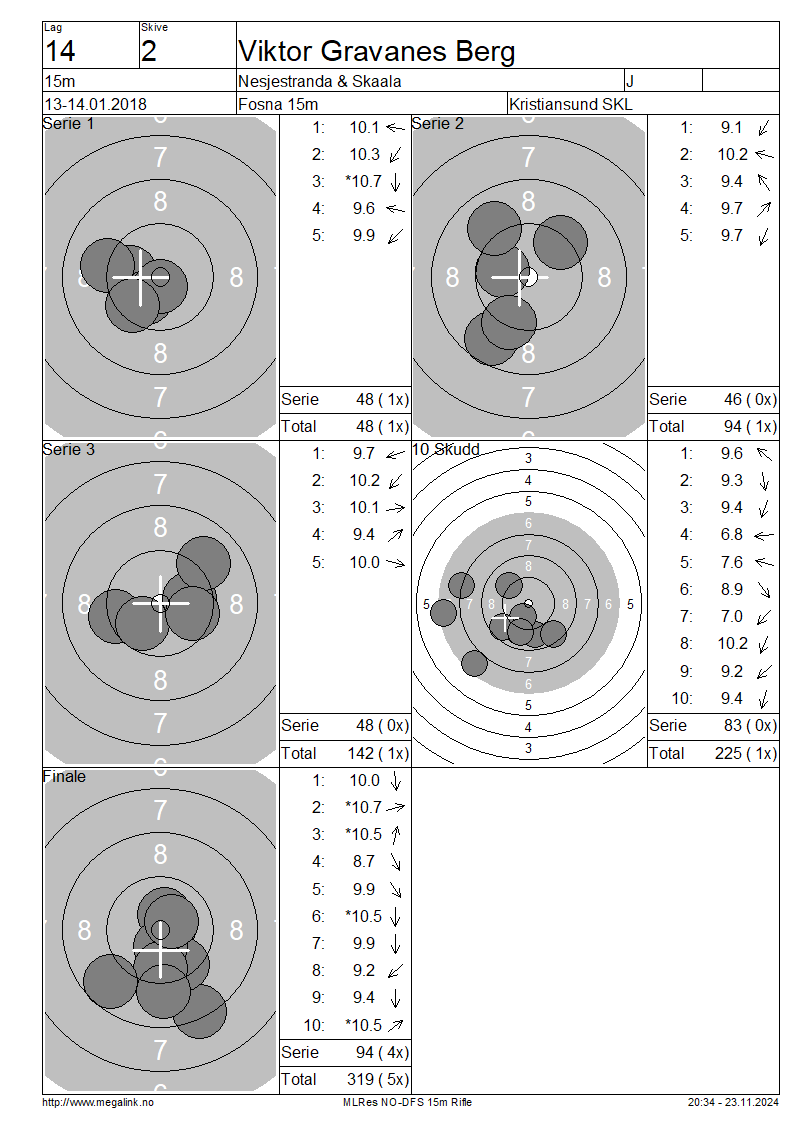 Lag
Skive
14
2
Viktor Gravanes Berg
15m
Nesjestranda & Skaala
J
13-14.01.2018
Fosna 15m
Kristiansund SKL
Serie 1
7
8
8
8
8
7
1: 10.1
2: 10.3
3: *10.7
4: 9.6
5: 9.9
Serie 48 ( 1x)
Total 48 ( 1x)
Serie 2
7
8
8 8
8
7
1: 9.1
2: 10.2
3: 9.4
4: 9.7
5: 9.7
Serie 46 ( 0x)
Total 94 ( 1x)
Serie 3
7
8
8 8
8
7
1: 9.7
2: 10.2
3: 10.1
4: 9.4
5: 10.0
Serie 48 ( 0x)
Total 142 ( 1x)
10 Skudd
3
4
5
6
7
8
5 7 8 8 7 6 5
7
6
5
4
3
1: 9.6
2: 9.3
3: 9.4
4: 6.8
5: 7.6
6: 8.9
7: 7.0
8: 10.2
9: 9.2
10: 9.4
Serie 83 ( 0x)
Total 225 ( 1x)
Finale
7
8
8 8
7
1: 10.0
2: *10.7
3: *10.5
4: 8.7
5: 9.9
6: *10.5
7: 9.9
8: 9.2
9: 9.4
10: *10.5
Serie 94 ( 4x)
Total 319 ( 5x)
http://www.megalink.no
MLRes NO-DFS 15m Rifle
20:34 - 23.11.2024